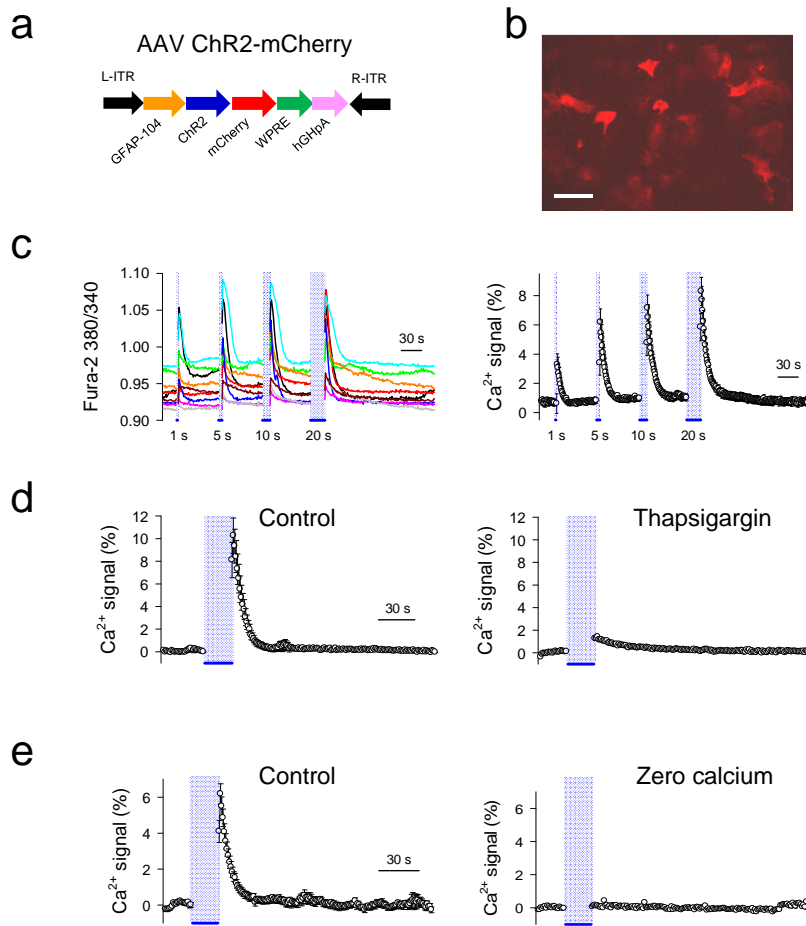 a
AAV ChR2-mCherry
L-ITR
R-ITR
GFAP-104
ChR2
mCherry
WPRE
hGHpA
b
c
Fura-2 380/340
1.10
1.05
1.00
0.95
0.90
30 s
1 s 5 s 10 s 20 s
Ca2+ signal (%)
8
6
4
2
0
30 s
1 s 5 s 10 s 20 s
d
Ca2+ signal (%)
12
10
8
6
4
2
0
Control
30 s
Ca2+ signal (%)
12
10
8
6
4
2
0
Thapsigargin
e
Ca2+ signal (%)
6
4
2
0
Control
30 s
Ca2+ signal (%)
6
4
2
0
Zero calcium